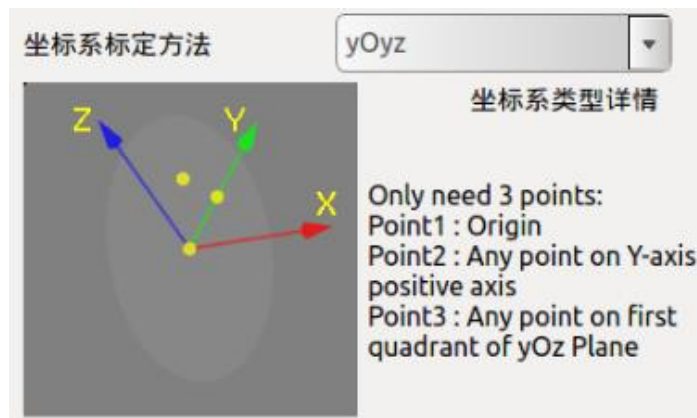 坐标系标定方法
yOyz
坐标系类型详情
Z
Y
X
Only need 3 points:
Point1 : Origin
Point2 : Any point on Y-axis
positive axis
Point3 : Any point on first
quadrant of yOz Plane